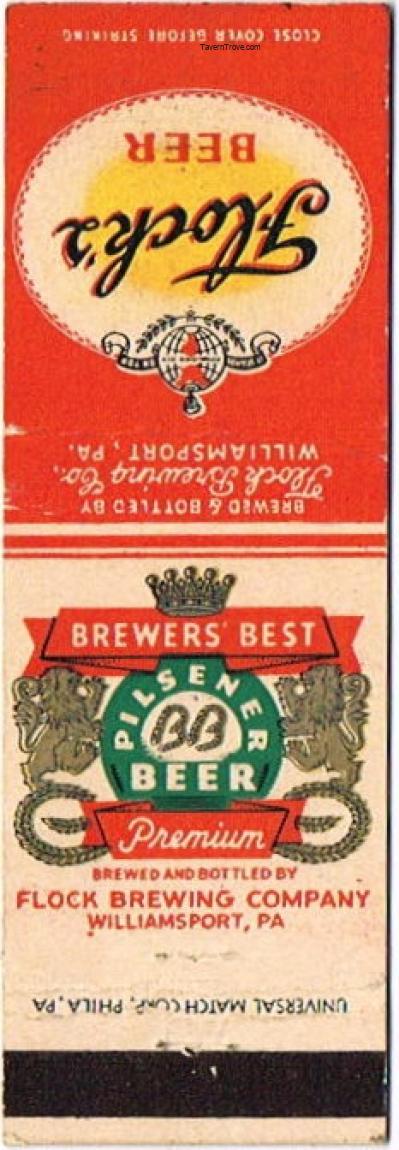 CLOSE COVER BEFORE STRIKING
TavernTrove.com
BEER
Flock's
BREWED & BOTTLED BY
Flock Brewing Co.,
WILLIAMSPORT, PA.
BREWERS' BEST
PILSENER
BB
BEER
Premium
BREWED AND BOTTLED BY
FLOCK BREWING COMPANY
WILLIAMSPORT, PA
UNIVERSAL MATCH CORP., PHILA, PA